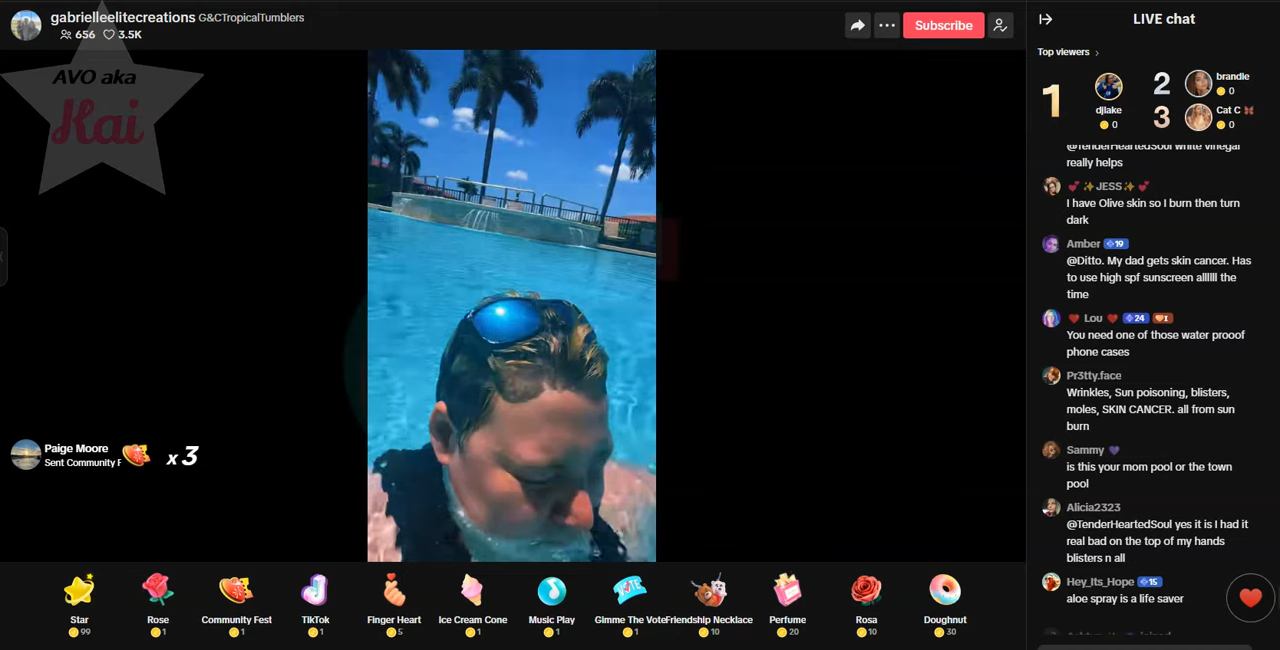 gabrielleelitecreations G&CTropicalTumblers
656 3.5K
Subscribe
AVO aka
Kai
Paige Moore
Sent Community F
x 3
Star
99
Rose
1
Community Fest
1
TikTok
1
Finger Heart
5
Ice Cream Cone
1
Music Play
1
Gimme The Vote
1
Friendship Necklace
10
Perfume
20
Rosa
10
Doughnut
30
LIVE chat
Top viewers
1
djlake
0
2
brandie
0
3
Cat C
0
@TenderHeartedSoul white vinegar
really helps
JESS
I have Olive skin so I burn then turn
dark
Amber 19
@Ditto. My dad gets skin cancer. Has
to use high spf sunscreen allllll the
time
Lou 24 I
You need one of those water prooof
phone cases
Pr3tty.face
Wrinkles, Sun poisoning, blisters,
moles, SKIN CANCER. all from sun
burn
Sammy
is this your mom pool or the town
pool
Alicia2323
@TenderHeartedSoul yes it is I had it
real bad on the top of my hands
blisters n all
Hey_Its_Hope 15
aloe spray is a life saver
joined